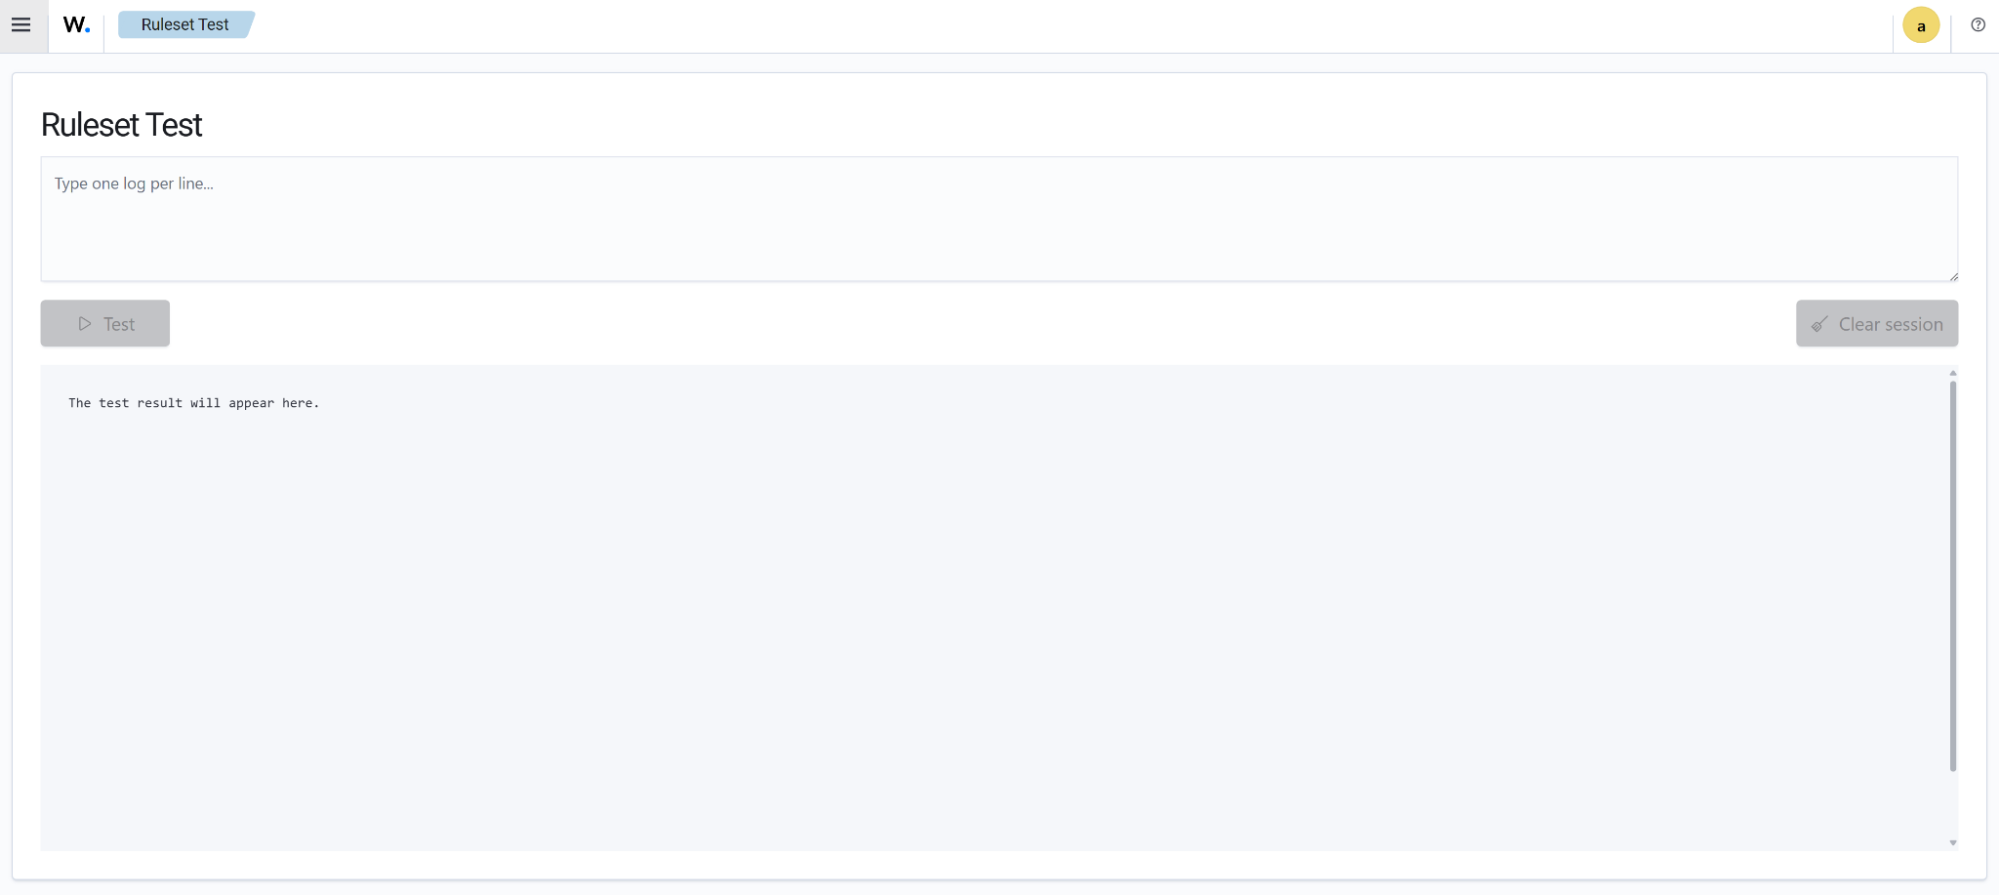 W.
Ruleset Test
a
Ruleset Test
Type one log per line...
Test
Clear session
The test result will appear here.